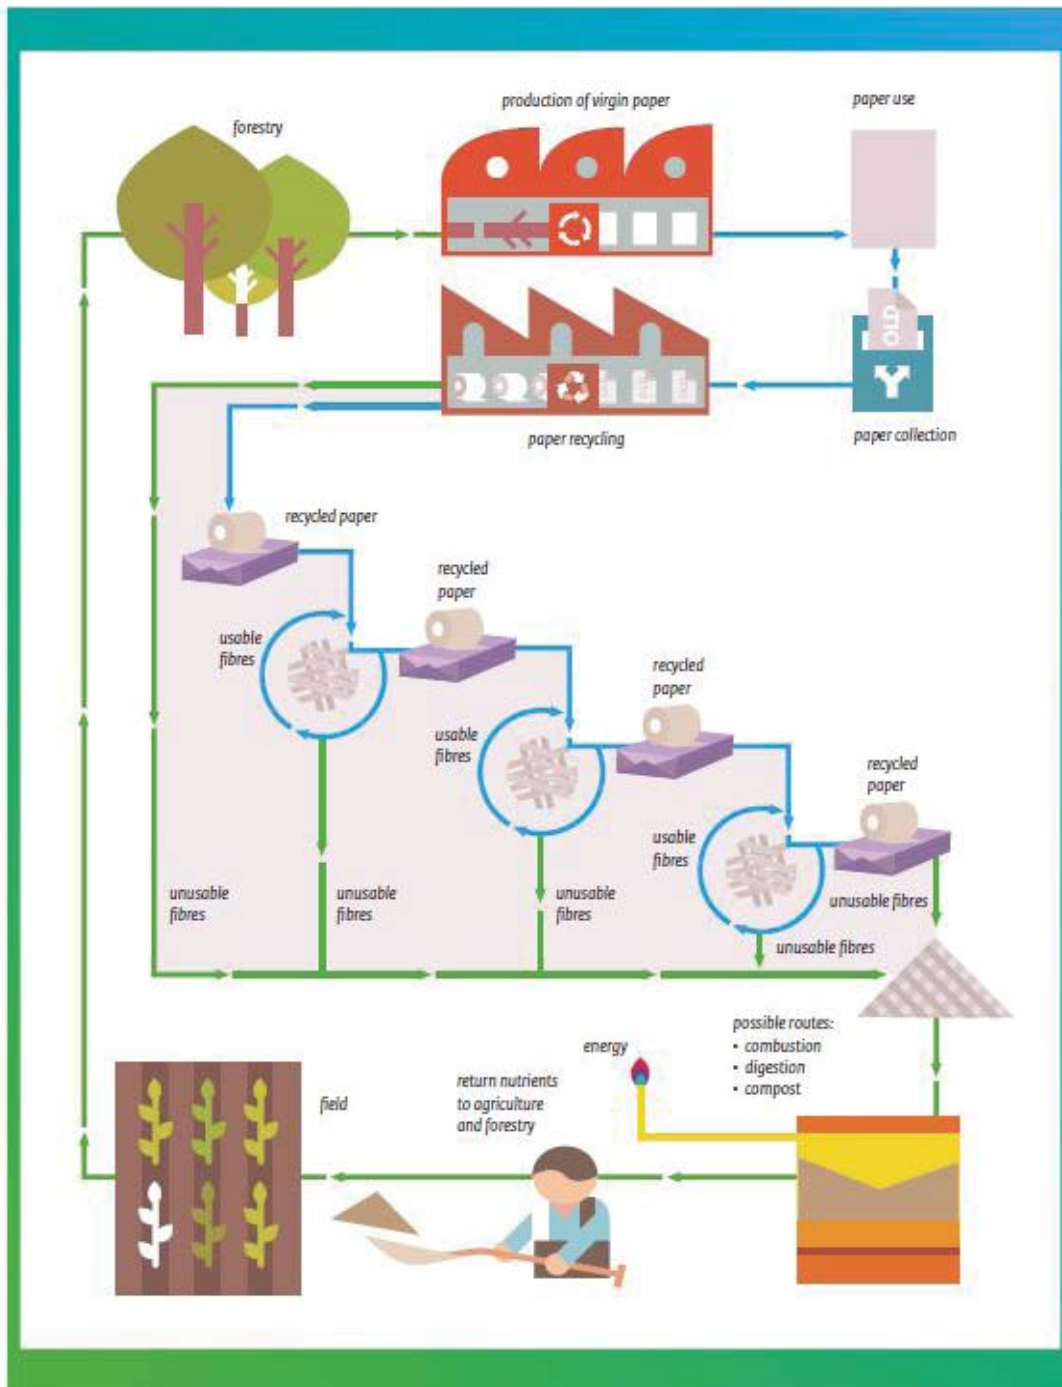 forestry
production of virgin paper
paper use
OLD
paper recycling
paper collection
recycled paper
recycled
paper
usable
fibres
recycled
paper
usable
fibres
recycled
paper
usable
fibres
unusable
fibres
unusable
fibres
unusable
fibres
unusable fibres
unusable fibres
possible routes:
• combustion
• digestion
• compost
energy
return nutrients
to agriculture
and forestry
field